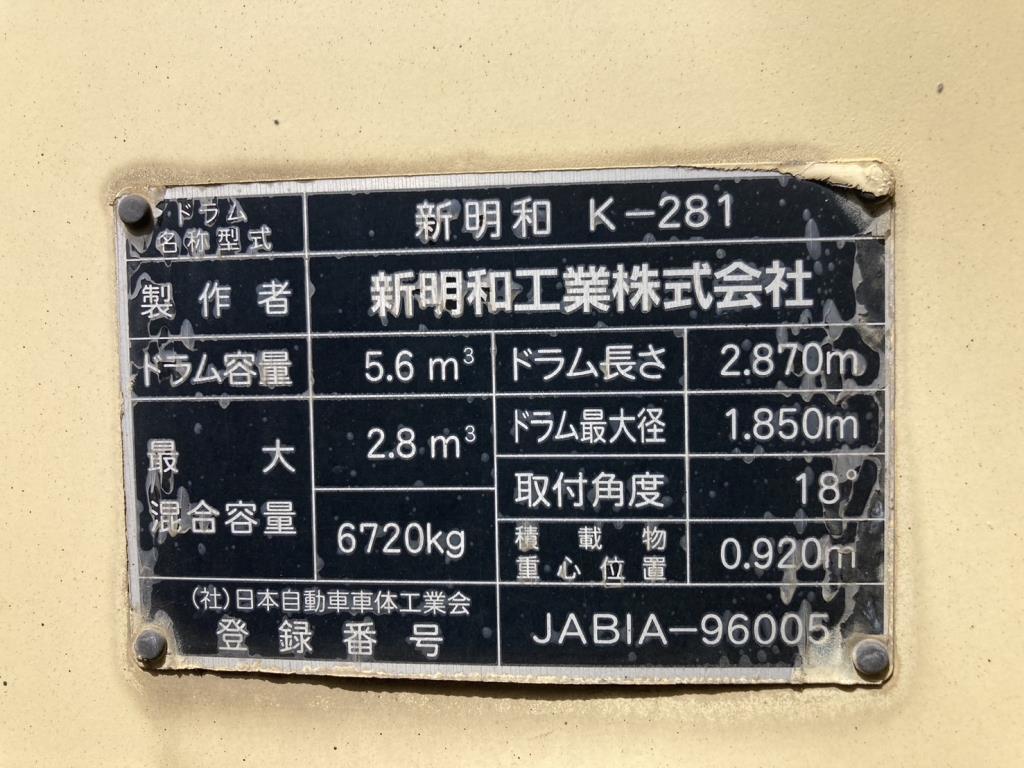 ドラム
名称型式
新明和 K-281
製作者
新明和工業株式会社
ドラム容量
5.6 m³
ドラム長さ
2.870m
最大
混合容量
2.8 m³
6720kg
ドラム最大径
1.850m
取付角度
18°
積載物
重心位置
0.920m
(社)日本自動車車体工業会
登録番号
JABIA-96005